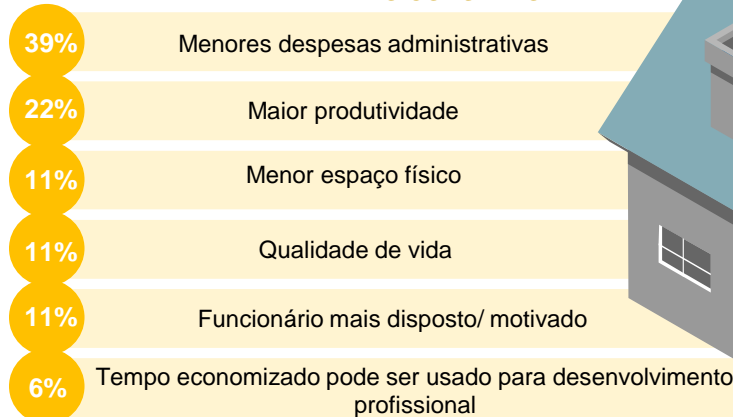 39%
Menores despesas administrativas
22%
Maior produtividade
11%
Menor espaço físico
11%
Qualidade de vida
11%
Funcionário mais disposto/ motivado
6%
Tempo economizado pode ser usado para desenvolvimento
profissional